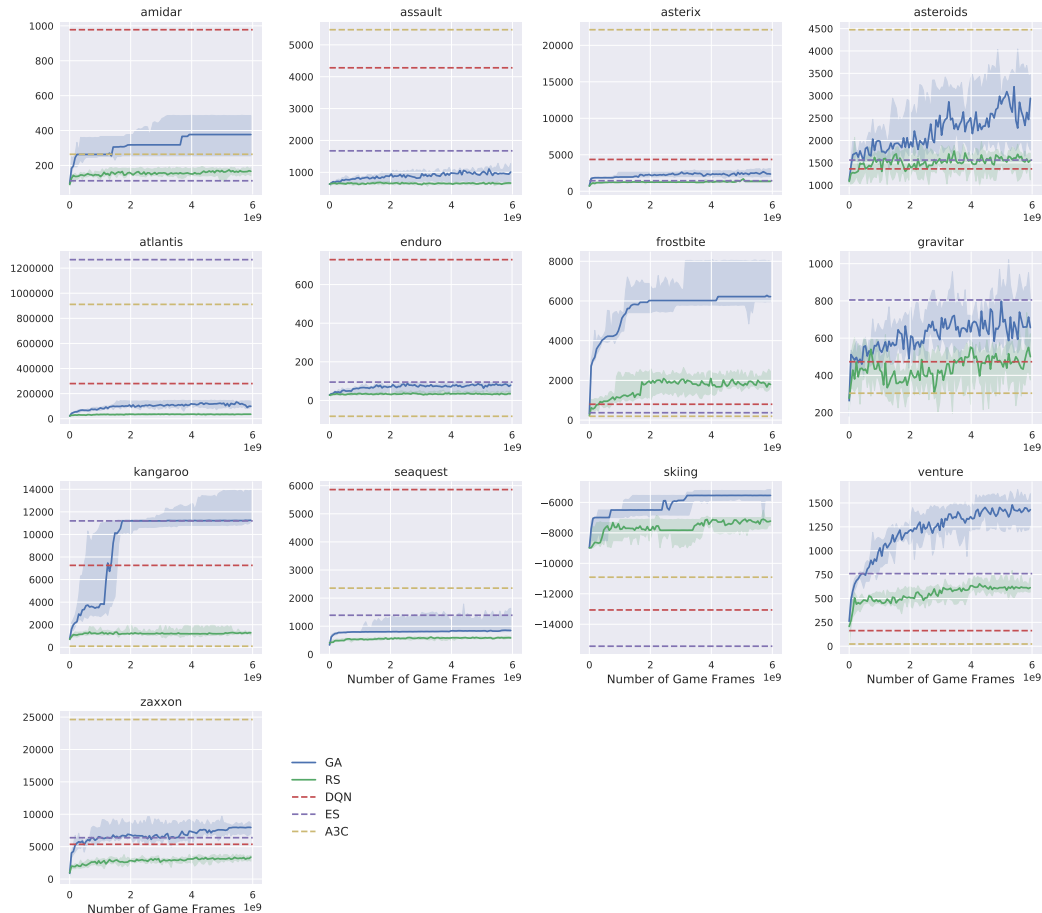 amidar
1000
800
600
400
200
0 2 4 6
1e9
assault
5000
4000
3000
2000
1000
0 2 4 6
1e9
asterix
20000
15000
10000
5000
0
0 2 4 6
1e9
asteroids
4500
4000
3500
3000
2500
2000
1500
1000
0 2 4 6
1e9
atlantis
1200000
1000000
800000
600000
400000
200000
0
0 2 4 6
1e9
enduro
600
400
200
0
0 2 4 6
1e9
frostbite
8000
6000
4000
2000
0
0 2 4 6
1e9
gravitar
1000
800
600
400
200
0 2 4 6
1e9
kangaroo
14000
12000
10000
8000
6000
4000
2000
0
0 2 4 6
1e9
seaquest
6000
5000
4000
3000
2000
1000
0
0 2 4 6
Number of Game Frames 1e9
skiing
−6000
−8000
−10000
−12000
−14000
0 2 4 6
Number of Game Frames 1e9
venture
1500
1250
1000
750
500
250
0
0 2 4 6
Number of Game Frames 1e9
zaxxon
25000
20000
15000
10000
5000
0
0 2 4 6
Number of Game Frames 1e9
GA
RS
DQN
ES
A3C